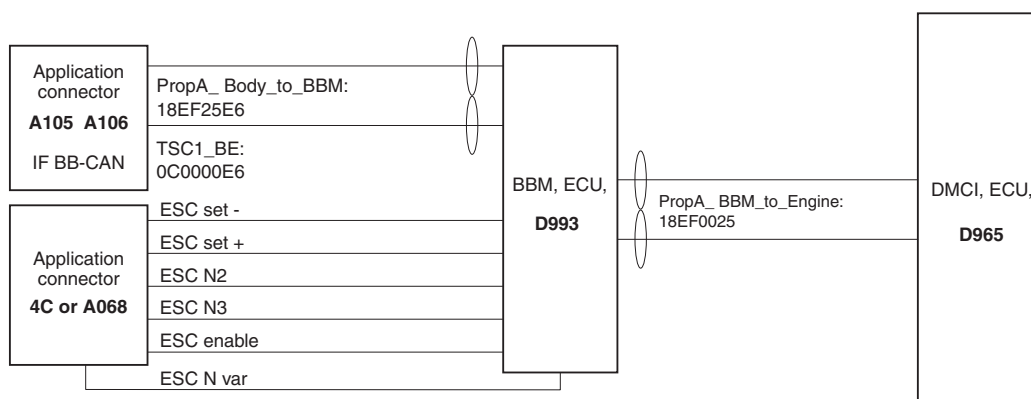 Application
connector
A105 A106
IF BB-CAN
PropA_ Body_to_BBM:
18EF25E6
TSC1_BE:
0C0000E6
Application
connector
4C or A068
ESC set -
ESC set +
ESC N2
ESC N3
ESC enable
ESC N var
BBM, ECU,
D993
PropA_ BBM_to_Engine:
18EF0025
DMCI, ECU,
D965